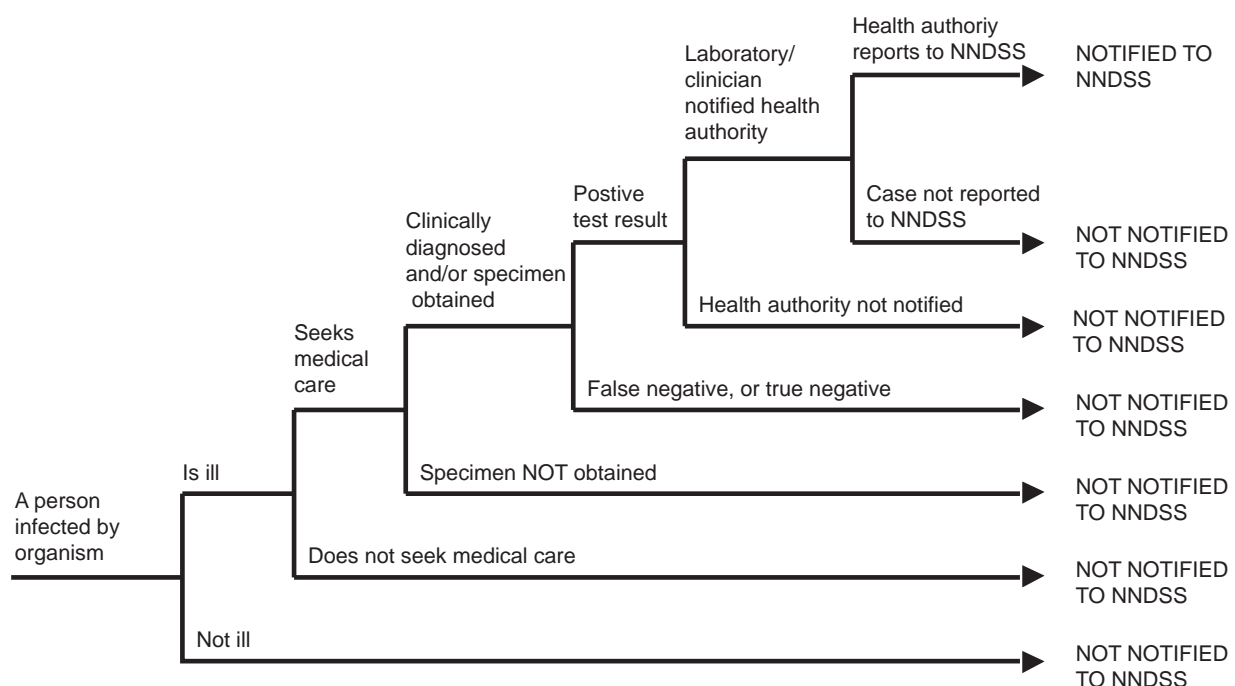 Health authoriy
reports to NNDSS
NOTIFIED TO
NNDSS
Laboratory/
clinician
notified health
authority
Case not reported
to NNDSS
NOT NOTIFIED
TO NNDSS
Postive
test result
Health authority not notified
NOT NOTIFIED
TO NNDSS
Clinically
diagnosed
and/or specimen
obtained
False negative, or true negative
NOT NOTIFIED
TO NNDSS
Seeks
medical
care
Specimen NOT obtained
NOT NOTIFIED
TO NNDSS
Is ill
A person
infected by
organism
Does not seek medical care
NOT NOTIFIED
TO NNDSS
Not ill
NOT NOTIFIED
TO NNDSS